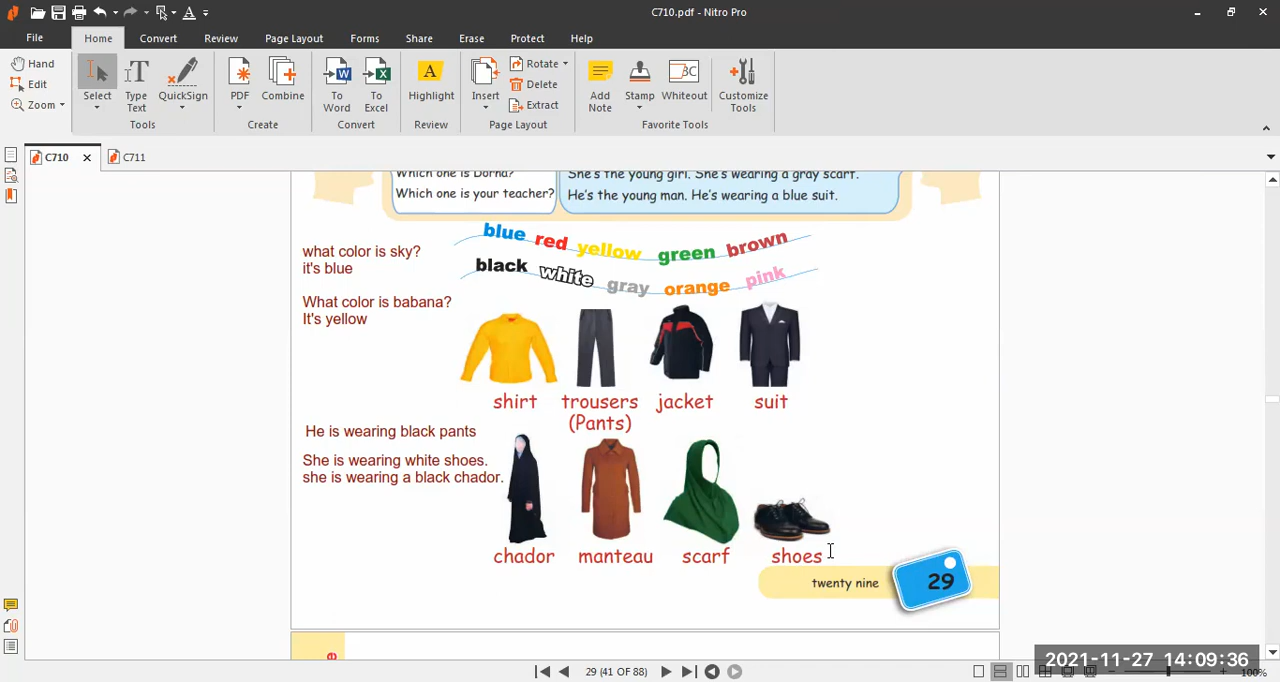 C710.pdf - Nitro Pro
File Home Convert Review Page Layout Forms Share Erase Protect Help
Hand
Edit
Zoom
Select
Type Text
QuickSign
Tools
PDF
Combine
Create
To Word
To Excel
Convert
Highlight
Review
Insert
Rotate
Delete
Extract
Page Layout
Add Note
Stamp
Whiteout
Favorite Tools
Customize Tools
C710
C711
Which one is Dorna? She's the young girl. She's wearing a gray scarf.
Which one is your teacher? He's the young man. He's wearing a blue suit.
blue red yellow green brown
black white gray orange pink
what color is sky?
it's blue
What color is babana?
It's yellow
shirt trousers jacket suit
(Pants)
He is wearing black pants
She is wearing white shoes.
she is wearing a black chador.
chador manteau scarf shoes
twenty nine 29
29 (41 OF 88)
2021-11-27 14:09:36
100%